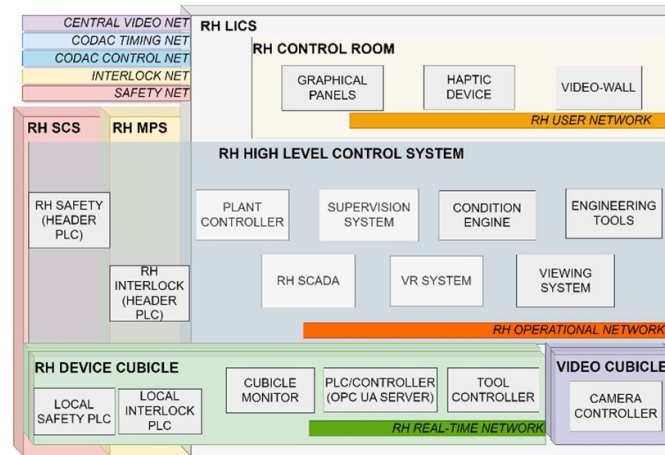 CENTRAL VIDEO NET
CODAC TIMING NET
CODAC CONTROL NET
INTERLOCK NET
SAFETY NET
RH LICS
RH CONTROL ROOM
GRAPHICAL
PANELS
HAPTIC
DEVICE
VIDEO-WALL
RH USER NETWORK
RH SCS
RH MPS
RH HIGH LEVEL CONTROL SYSTEM
RH SAFETY
(HEADER
PLC)
PLANT
CONTROLLER
SUPERVISION
SYSTEM
CONDITION
ENGINE
ENGINEERING
TOOLS
RH
INTERLOCK
(HEADER
PLC)
RH SCADA
VR SYSTEM
VIEWING
SYSTEM
RH OPERATIONAL NETWORK
RH DEVICE CUBICLE
LOCAL
SAFETY PLC
LOCAL
INTERLOCK
PLC
CUBICLE
MONITOR
PLC/CONTROLLER
(OPC UA SERVER)
TOOL
CONTROLLER
RH REAL-TIME NETWORK
VIDEO CUBICLE
CAMERA
CONTROLLER